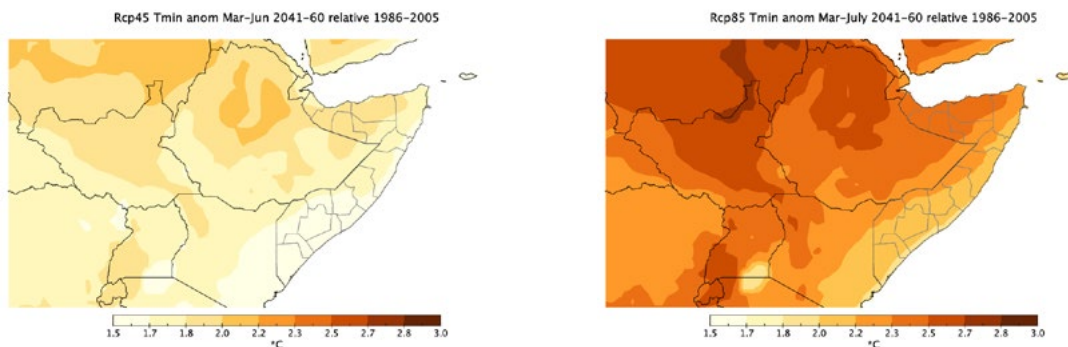 Rcp45 Tmin anom Mar-Jun 2041-60 relative 1986-2005
Rcp85 Tmin anom Mar-July 2041-60 relative 1986-2005
1.5 1.7 1.8 2.0 2.2 2.3 2.5 2.7 2.8 3.0
°C
1.5 1.7 1.8 2.0 2.2 2.3 2.5 2.7 2.8 3.0
°C